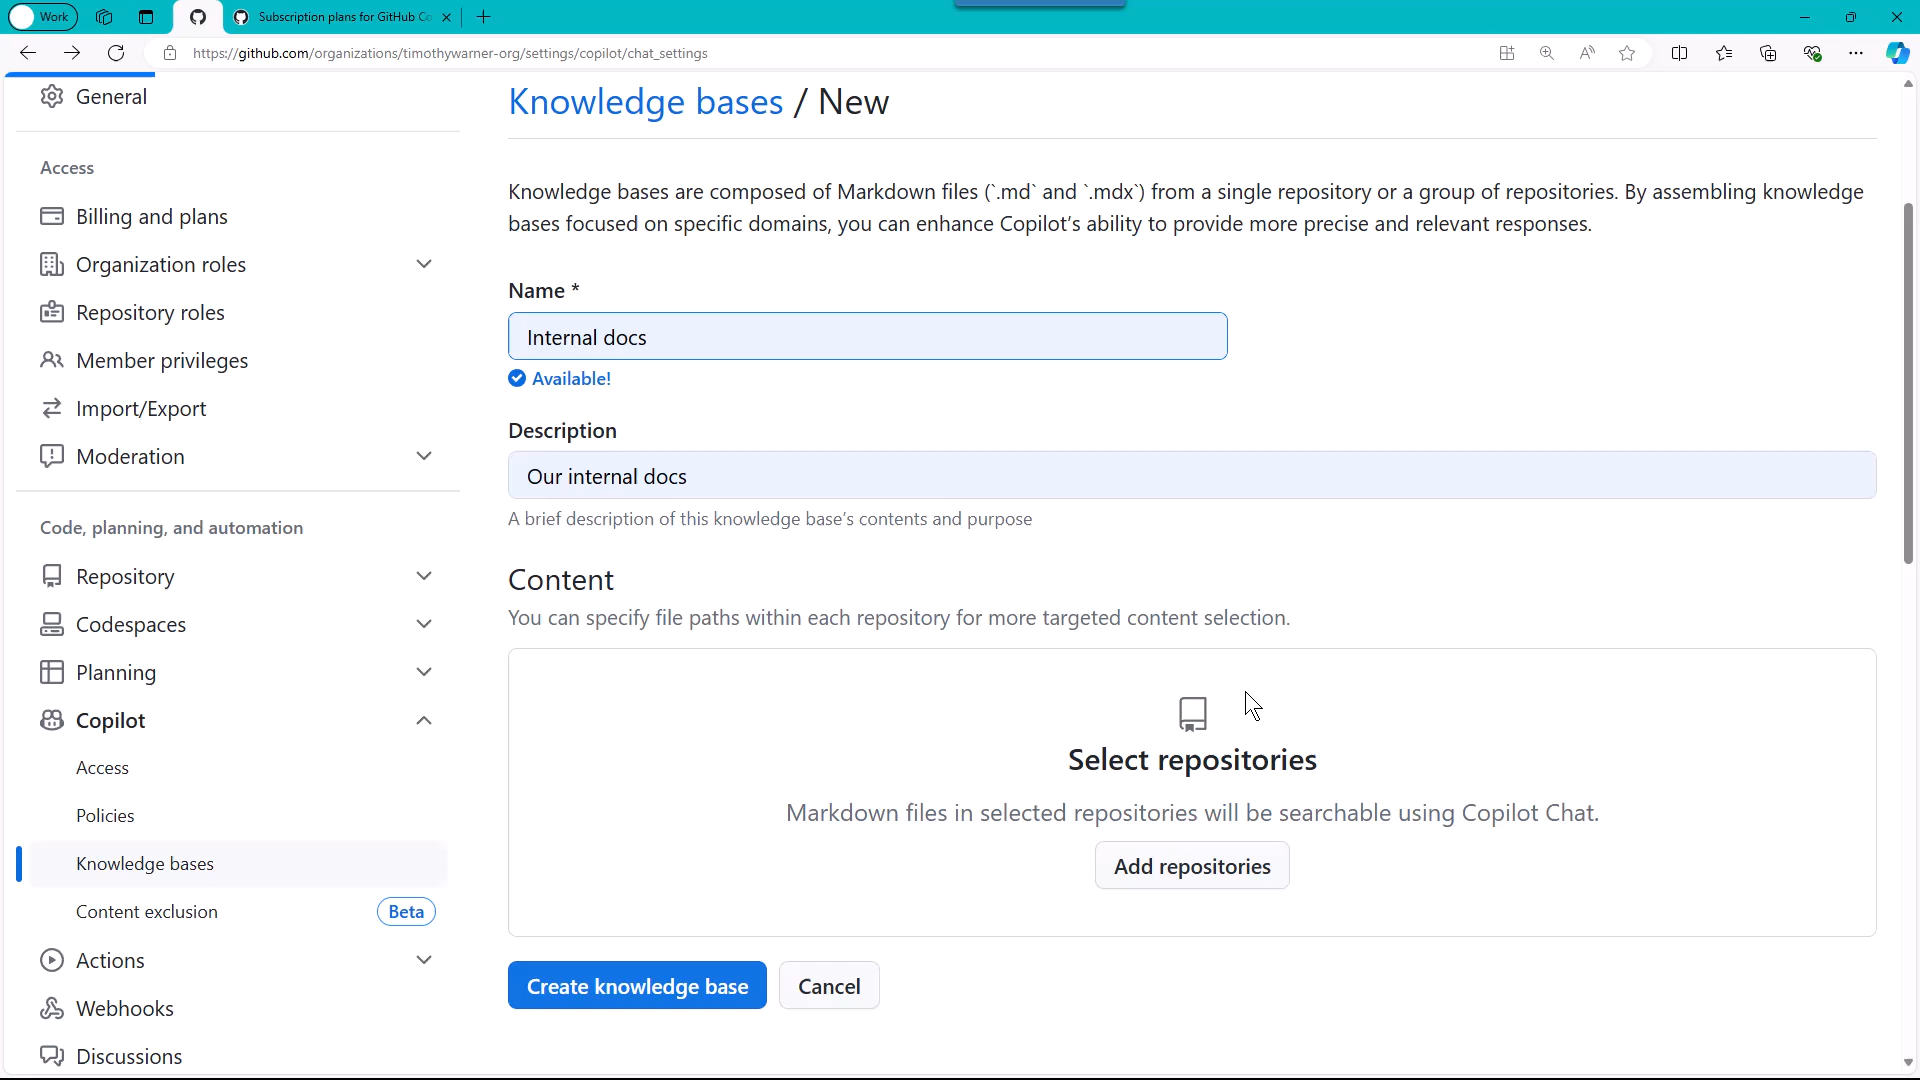 Work
Subscription plans for GitHub Co
https://github.com/organizations/timothywarner-org/settings/copilot/chat_settings
General
Access
Billing and plans
Organization roles
Repository roles
Member privileges
Import/Export
Moderation
Code, planning, and automation
Repository
Codespaces
Planning
Copilot
Access
Policies
Knowledge bases
Content exclusion
Beta
Actions
Webhooks
Discussions
Knowledge bases / New
Knowledge bases are composed of Markdown files (`.md` and `.mdx`) from a single repository or a group of repositories. By assembling knowledge
bases focused on specific domains, you can enhance Copilot's ability to provide more precise and relevant responses.
Name *
Internal docs
Available!
Description
Our internal docs
A brief description of this knowledge base's contents and purpose
Content
You can specify file paths within each repository for more targeted content selection.
Select repositories
Markdown files in selected repositories will be searchable using Copilot Chat.
Add repositories
Create knowledge base
Cancel